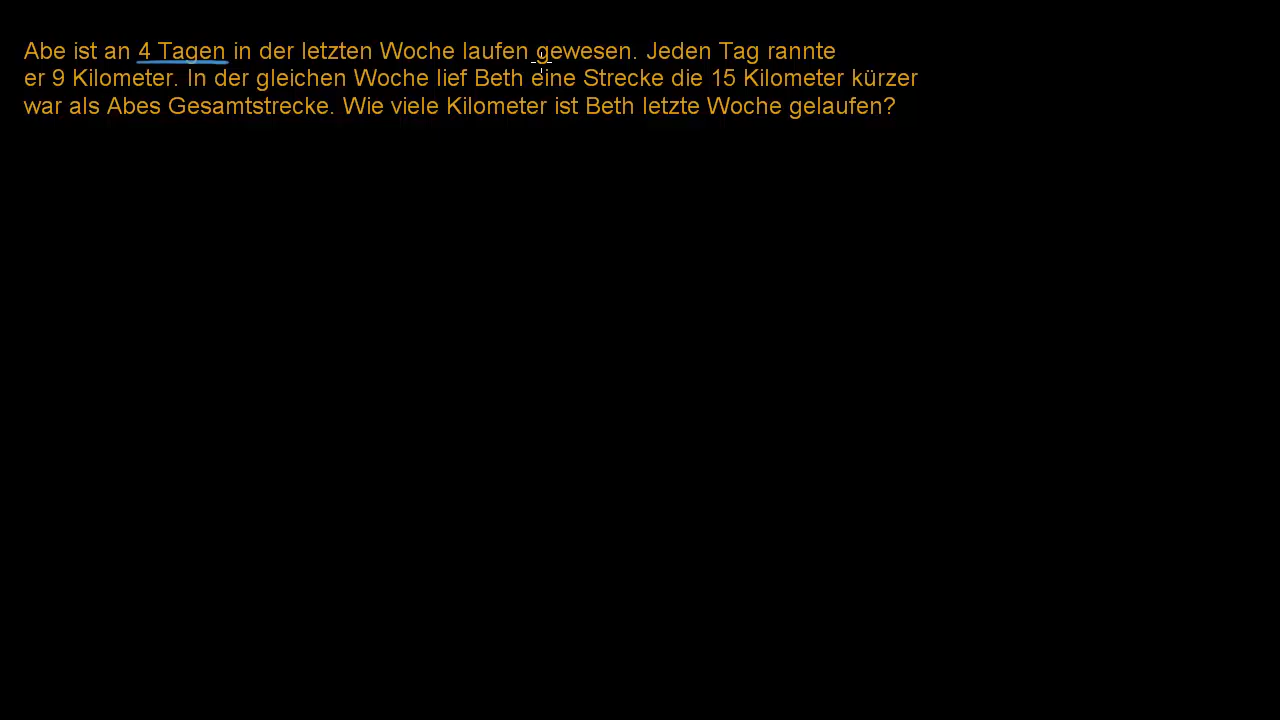 Abe ist an 4 Tagen in der letzten Woche laufen gewesen. Jeden Tag rannte
er 9 Kilometer. In der gleichen Woche lief Beth eine Strecke die 15 Kilometer kürzer
war als Abes Gesamtstrecke. Wie viele Kilometer ist Beth letzte Woche gelaufen?